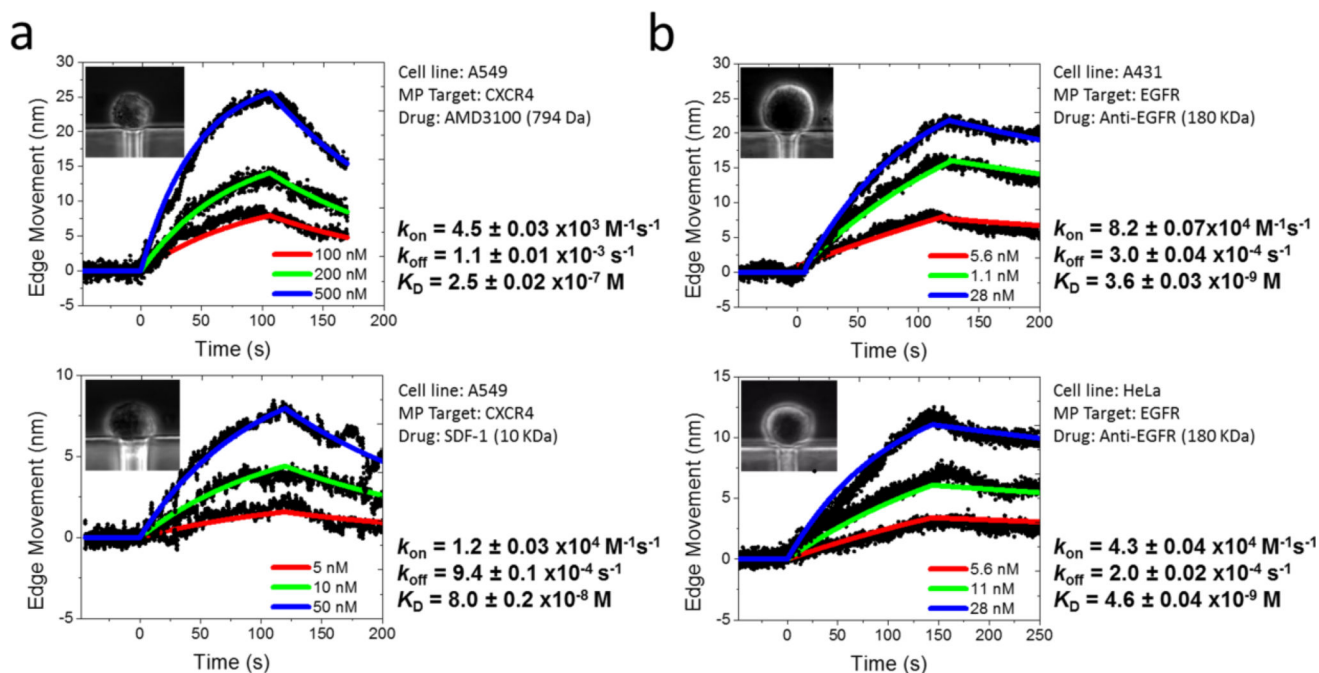 a
Edge Movement (nm)
30
25
20
15
10
5
0
-5
0
50
100
150
200
Time (s)
100 nM
200 nM
500 nM
Cell line: A549
MP Target: CXCR4
Drug: AMD3100 (794 Da)
kon = 4.5 ± 0.03 x10³ M⁻¹s⁻¹
koff = 1.1 ± 0.01 x10⁻³ s⁻¹
KD = 2.5 ± 0.02 x10⁻⁷ M
Edge Movement (nm)
10
5
0
-5
0
50
100
150
200
Time (s)
5 nM
10 nM
50 nM
Cell line: A549
MP Target: CXCR4
Drug: SDF-1 (10 KDa)
kon = 1.2 ± 0.03 x10⁴ M⁻¹s⁻¹
koff = 9.4 ± 0.1 x10⁻⁴ s⁻¹
KD = 8.0 ± 0.2 x10⁻⁸ M
b
Edge Movement (nm)
30
25
20
15
10
5
0
-5
0
50
100
150
200
Time (s)
5.6 nM
1.1 nM
28 nM
Cell line: A431
MP Target: EGFR
Drug: Anti-EGFR (180 KDa)
kon = 8.2 ± 0.07x10⁴ M⁻¹s⁻¹
koff = 3.0 ± 0.04 x10⁻⁴ s⁻¹
KD = 3.6 ± 0.03 x10⁻⁹ M
Edge Movement (nm)
15
10
5
0
-5
0
50
100
150
200
250
Time (s)
5.6 nM
11 nM
28 nM
Cell line: HeLa
MP Target: EGFR
Drug: Anti-EGFR (180 KDa)
kon = 4.3 ± 0.04 x10⁴ M⁻¹s⁻¹
koff = 2.0 ± 0.02 x10⁻⁴ s⁻¹
KD = 4.6 ± 0.04 x10⁻⁹ M